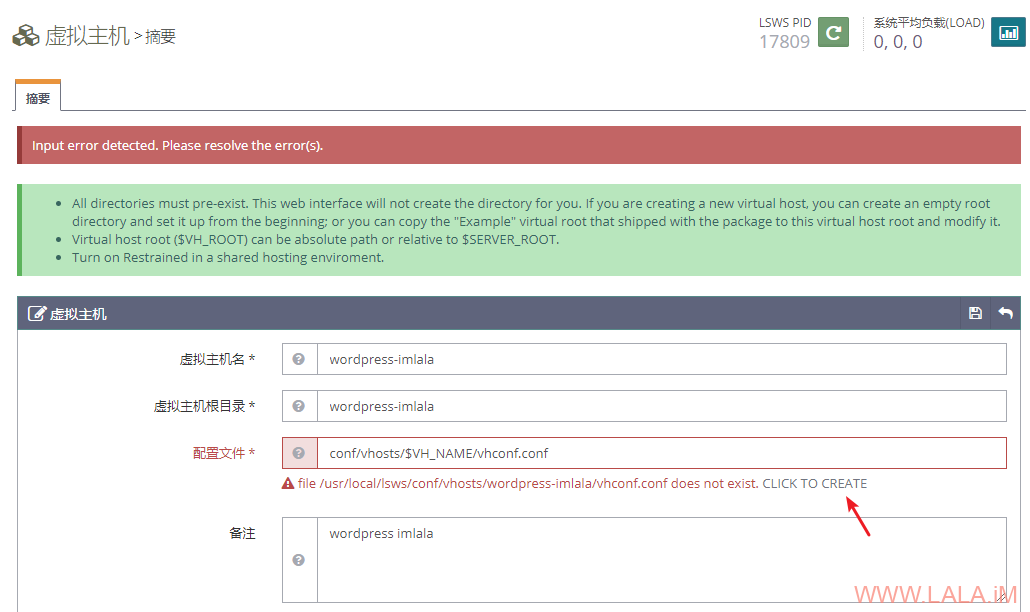 虚拟主机 > 摘要
LSWS PID
17809
系统平均负载(LOAD)
0, 0, 0
摘要
Input error detected. Please resolve the error(s).
All directories must pre-exist. This web interface will not create the directory for you. If you are creating a new virtual host, you can create an empty root
directory and set it up from the beginning; or you can copy the "Example" virtual root that shipped with the package to this virtual host root and modify it.
Virtual host root ($VH_ROOT) can be absolute path or relative to $SERVER_ROOT.
Turn on Restrained in a shared hosting enviroment.
虚拟主机
虚拟主机名 * wordpress-imlala
虚拟主机根目录 * wordpress-imlala
配置文件 * conf/vhosts/$VH_NAME/vhconf.conf
file /usr/local/lsws/conf/vhosts/wordpress-imlala/vhconf.conf does not exist. CLICK TO CREATE
备注 wordpress imlala
WWW.LALA.iM